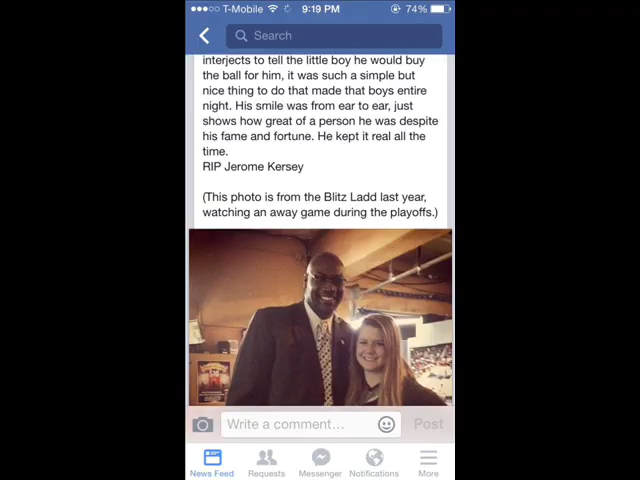 T-Mobile 9:19 PM 74%
Search
interjects to tell the little boy he would buy
the ball for him, it was such a simple but
nice thing to do that made that boys entire
night. His smile was from ear to ear, just
shows how great of a person he was despite
his fame and fortune. He kept it real all the
time.
RIP Jerome Kersey
(This photo is from the Blitz Ladd last year,
watching an away game during the playoffs.)
Write a comment... Post
News Feed Requests Messenger Notifications More